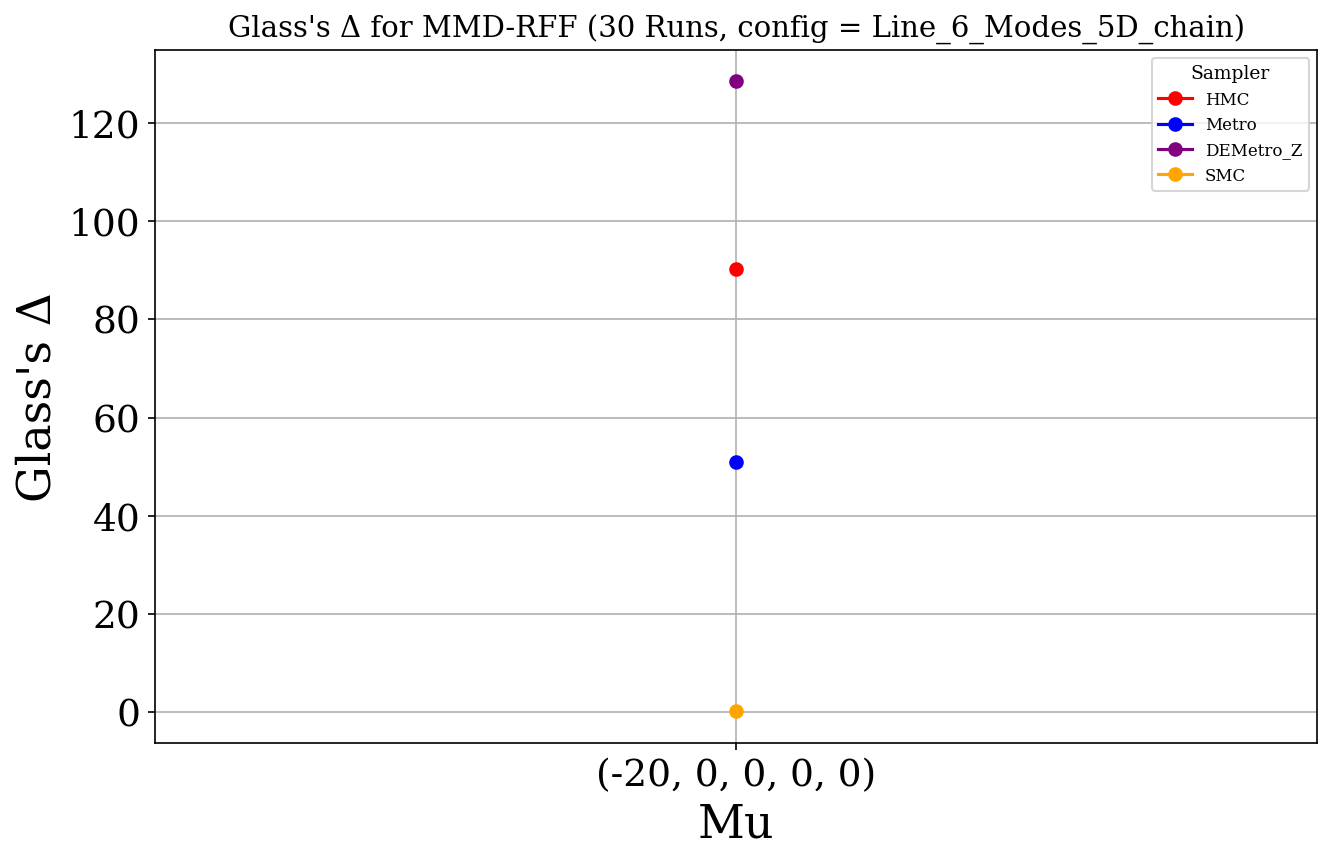 Glass's Δ for MMD-RFF (30 Runs, config = Line_6_Modes_5D_chain)
Sampler
HMC
Metro
DEMetro_Z
SMC
120
100
80
60
40
20
0
Glass's Δ
(-20, 0, 0, 0, 0)
Mu